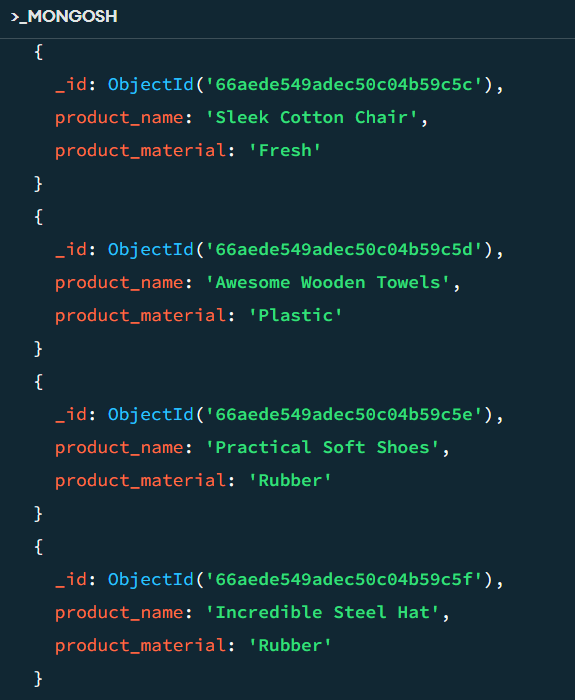 >_MONGOSH
{
_id: ObjectId('66aede549adec50c04b59c5c'),
product_name: 'Sleek Cotton Chair',
product_material: 'Fresh'
}
{
_id: ObjectId('66aede549adec50c04b59c5d'),
product_name: 'Awesome Wooden Towels',
product_material: 'Plastic'
}
{
_id: ObjectId('66aede549adec50c04b59c5e'),
product_name: 'Practical Soft Shoes',
product_material: 'Rubber'
}
{
_id: ObjectId('66aede549adec50c04b59c5f'),
product_name: 'Incredible Steel Hat',
product_material: 'Rubber'
}